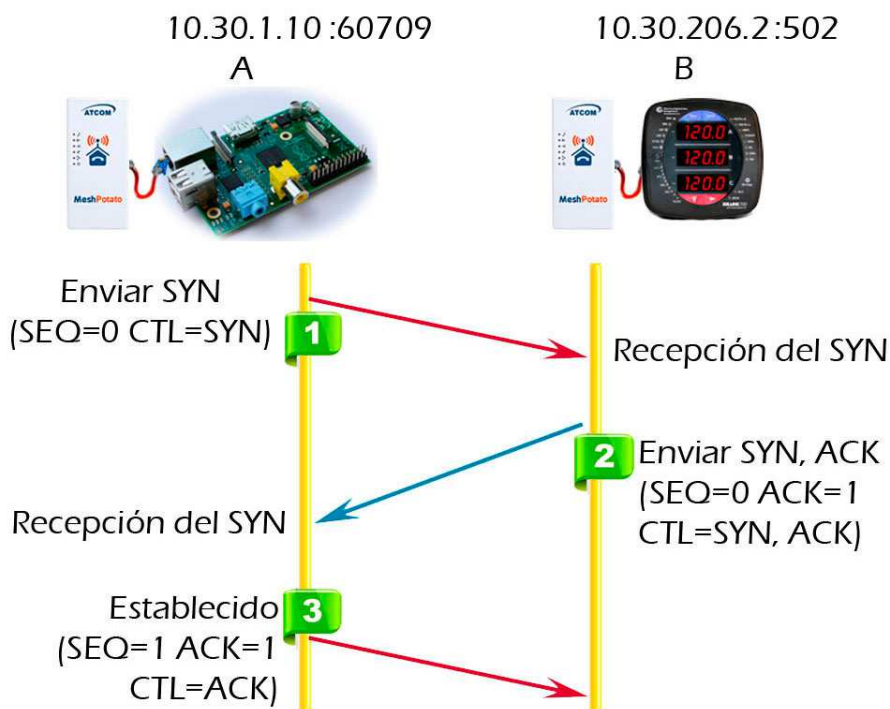 10.30.1.10 :60709
10.30.206.2 :502
A
B
ATCOM
MeshPotato
ATCOM
MeshPotato
120.0
120.0
120.0
Enviar SYN
(SEQ=0 CTL=SYN)
1
Recepción del SYN
2
Enviar SYN, ACK
(SEQ=0 ACK=1
CTL=SYN, ACK)
Recepción del SYN
Establecido
(SEQ=1 ACK=1
CTL=ACK)
3